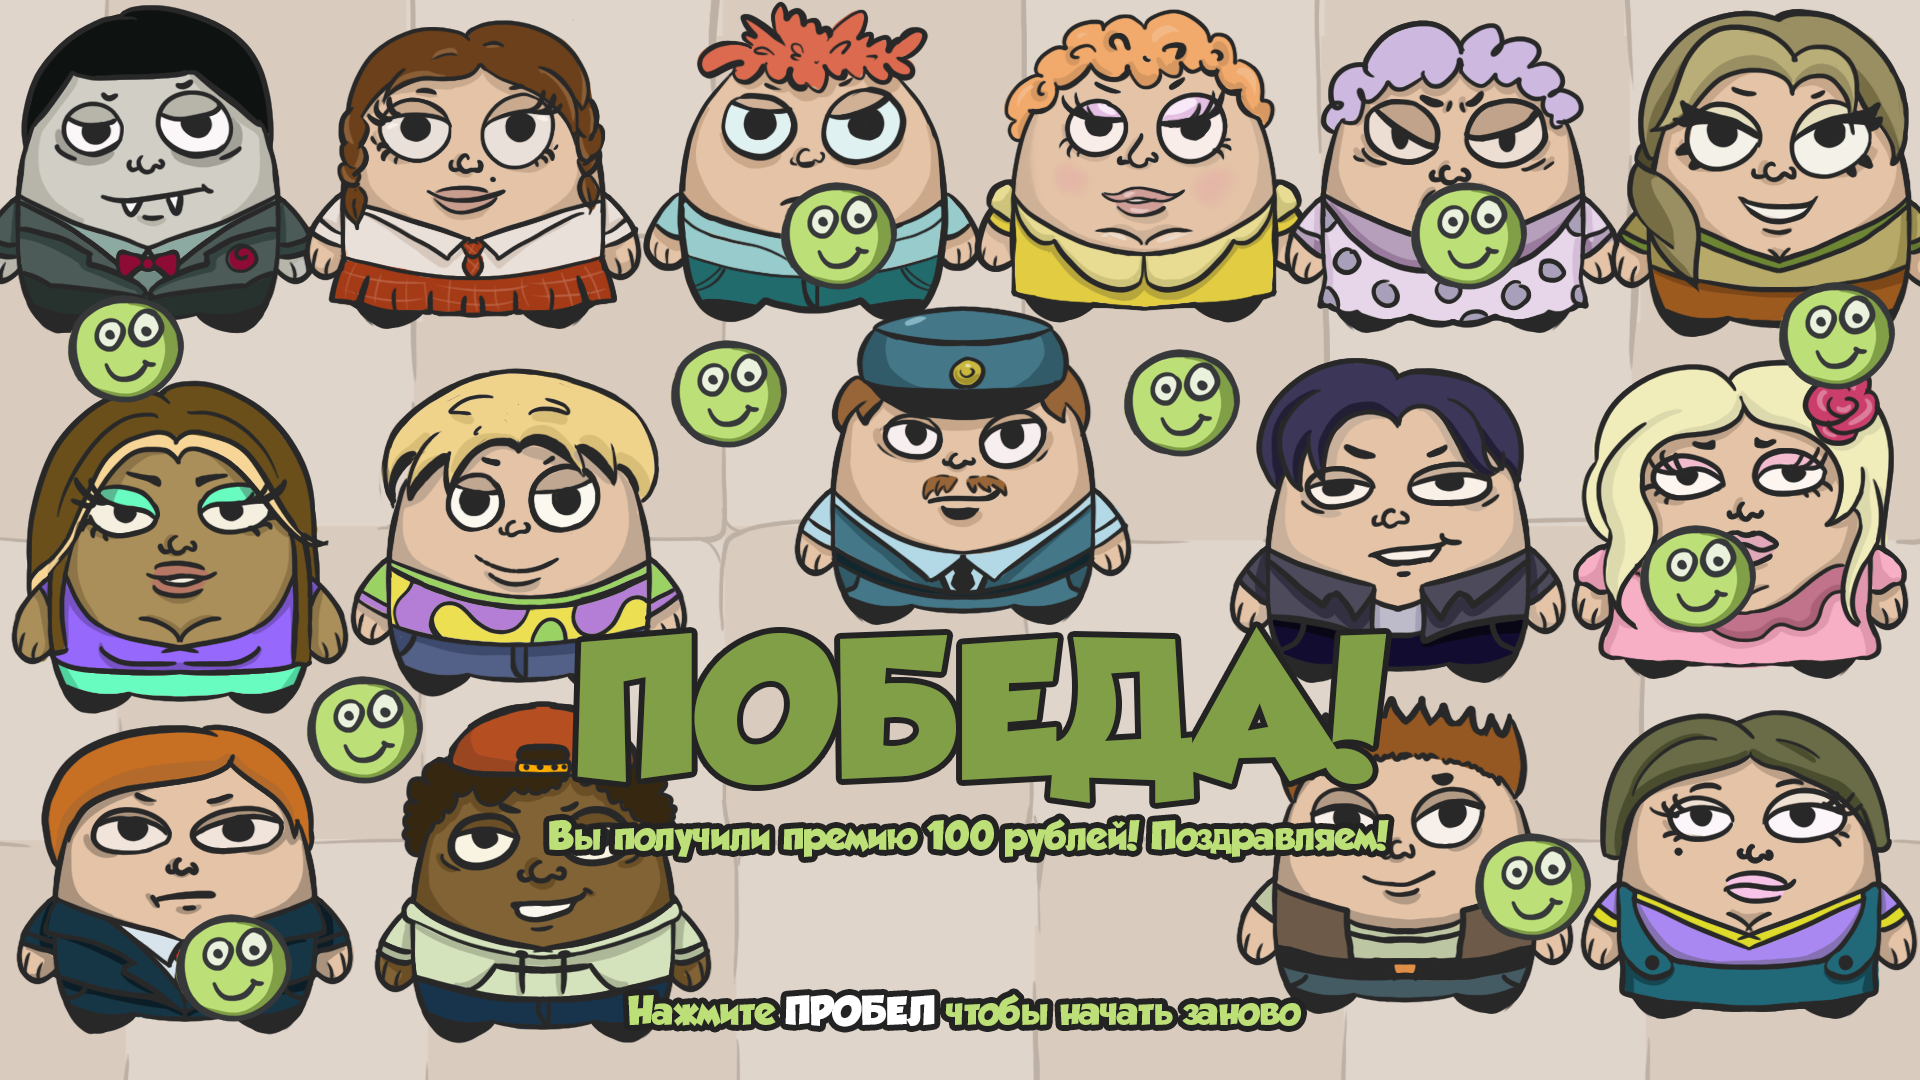 ПОБЕДА!
Вы получили премию 100 рублей! Поздравляем!
Нажмите ПРОБЕЛ чтобы начать заново